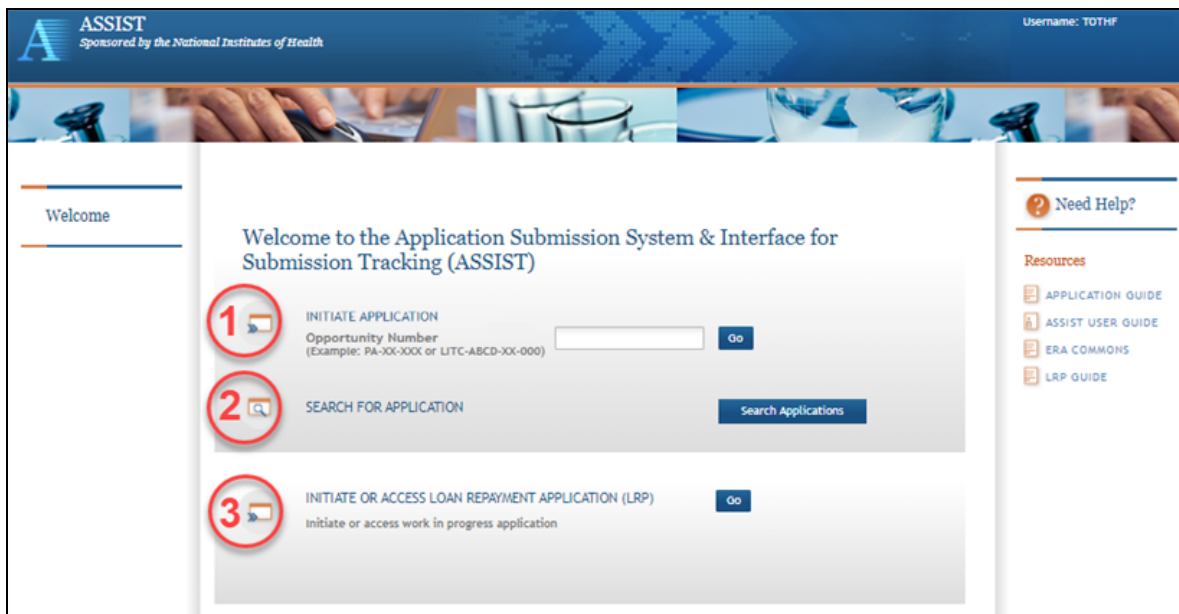 ASSIST
Sponsored by the National Institutes of Health
Username: TOTHF
Welcome
Welcome to the Application Submission System & Interface for
Submission Tracking (ASSIST)
1
INITIATE APPLICATION
Opportunity Number
(Example: PA-XX-XXX or LITC-ABCD-XX-000)
Go
2
SEARCH FOR APPLICATION
Search Applications
3
INITIATE OR ACCESS LOAN REPAYMENT APPLICATION (LRP)
Go
Initiate or access work in progress application
? Need Help?
Resources
APPLICATION GUIDE
ASSIST USER GUIDE
ERA COMMONS
LRP GUIDE